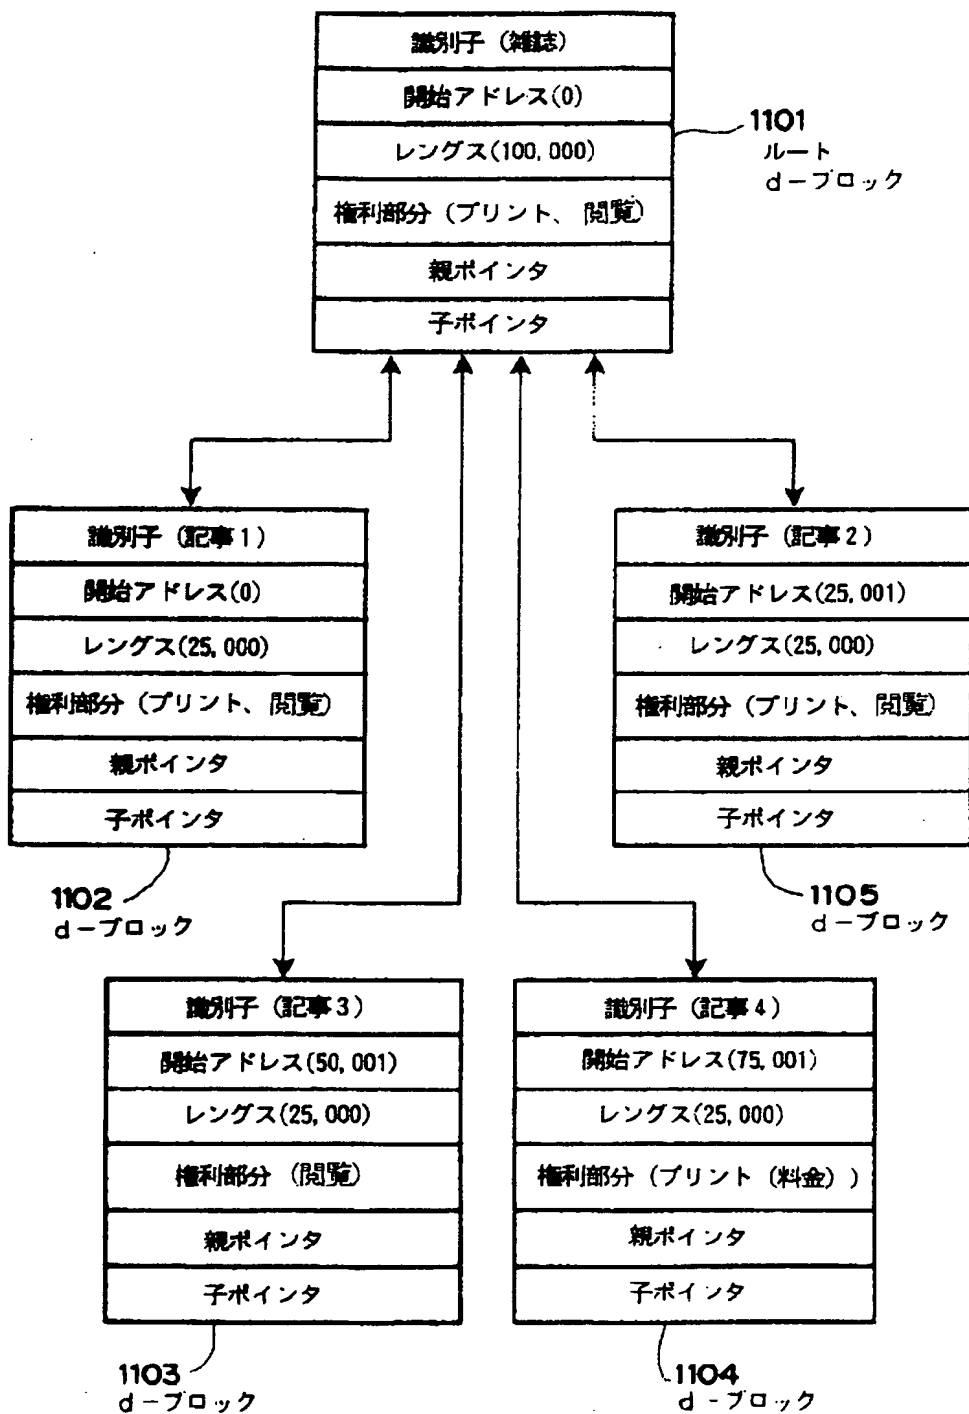 識別子 (雑誌)
開始アドレス(0)
レングス(100,000)
権利部分 (プリント、閲覧)
親ポインタ
子ポインタ
1101
ルート
d-ブロック
識別子 (記事1)
開始アドレス(0)
レングス(25,000)
権利部分 (プリント、閲覧)
親ポインタ
子ポインタ
1102
d-ブロック
識別子 (記事2)
開始アドレス(25,001)
レングス(25,000)
権利部分 (プリント、閲覧)
親ポインタ
子ポインタ
1105
d-ブロック
識別子 (記事3)
開始アドレス(50,001)
レングス(25,000)
権利部分 (閲覧)
親ポインタ
子ポインタ
1103
d-ブロック
識別子 (記事4)
開始アドレス(75,001)
レングス(25,000)
権利部分 (プリント (料金) )
親ポインタ
子ポインタ
1104
d-ブロック